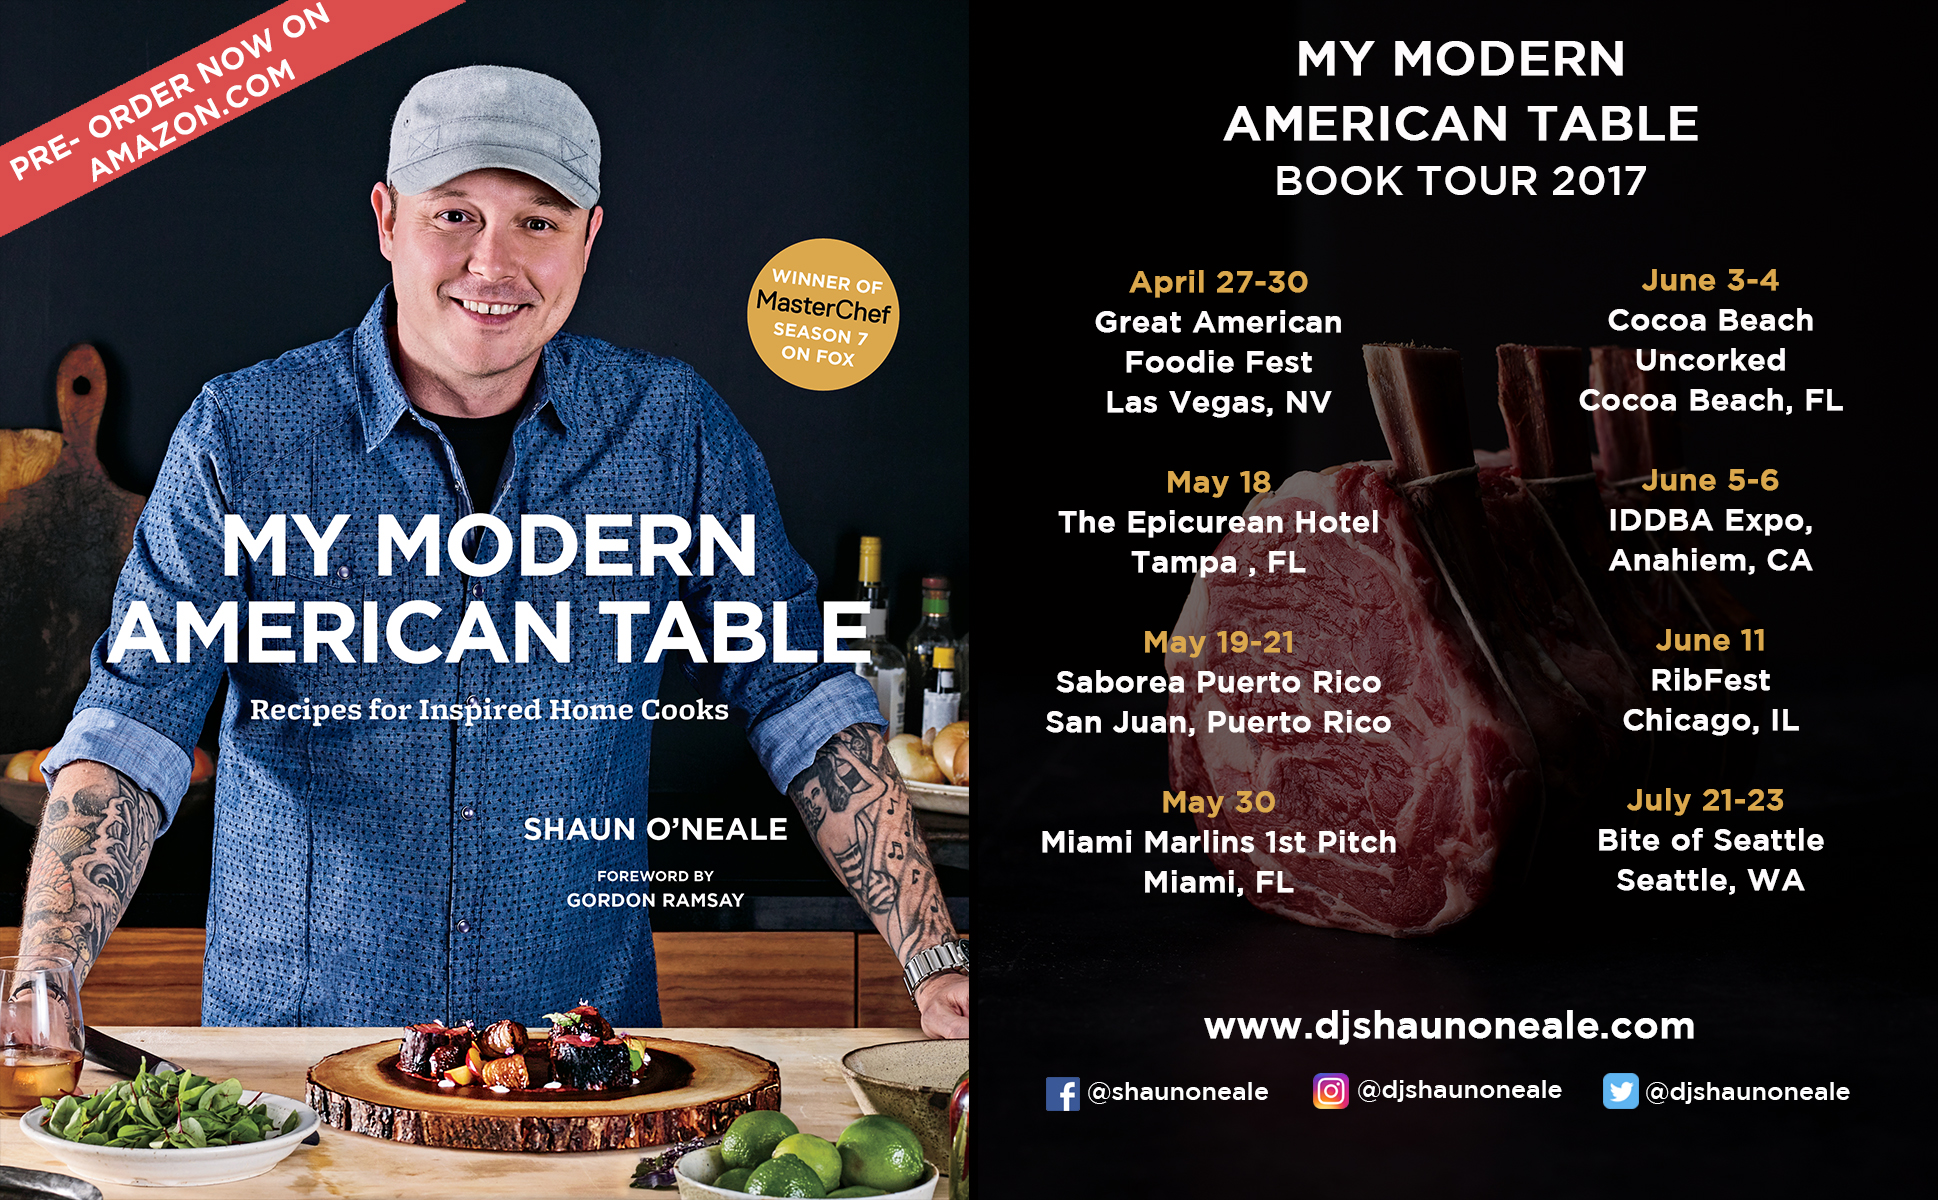 PRE- ORDER NOW ON
AMAZON.COM
WINNER OF
MasterChef
SEASON 7
ON FOX
MY MODERN
AMERICAN TABLE
Recipes for Inspired Home Cooks
SHAUN O'NEALE
FOREWORD BY
GORDON RAMSAY
MY MODERN
AMERICAN TABLE
BOOK TOUR 2017
April 27-30
Great American
Foodie Fest
Las Vegas, NV
May 18
The Epicurean Hotel
Tampa , FL
May 19-21
Saborea Puerto Rico
San Juan, Puerto Rico
May 30
Miami Marlins 1st Pitch
Miami, FL
June 3-4
Cocoa Beach
Uncorked
Cocoa Beach, FL
June 5-6
IDDBA Expo,
Anahiem, CA
June 11
RibFest
Chicago, IL
July 21-23
Bite of Seattle
Seattle, WA
www.djshaunoneale.com
@shaunoneale
@djshaunoneale
@djshaunoneale